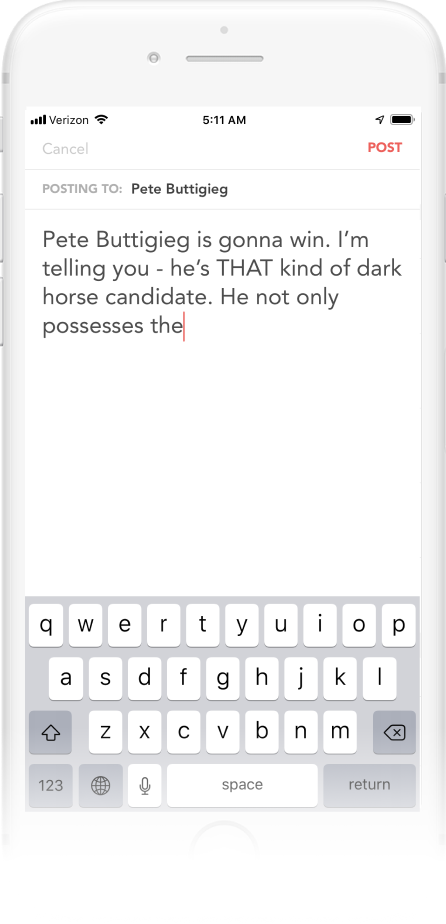 Verizon 5:11 AM
Cancel POST
POSTING TO: Pete Buttigieg
Pete Buttigieg is gonna win. I’m
telling you - he’s THAT kind of dark
horse candidate. He not only
possesses the
q w e r t y u i o p
a s d f g h j k l
z x c v b n m
123 space return